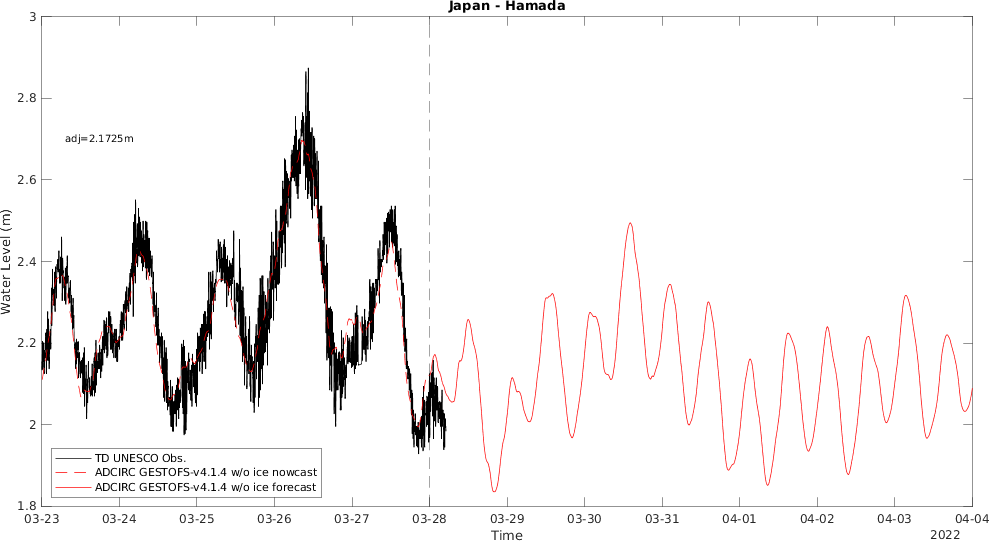 Japan - Hamada
3
2.8
2.6
2.4
2.2
2
1.8
Water Level (m)
adj=2.1725m
TD UNESCO Obs.
ADCIRC GESTOFS-v4.1.4 w/o ice nowcast
ADCIRC GESTOFS-v4.1.4 w/o ice forecast
03-23 03-24 03-25 03-26 03-27 03-28 03-29 03-30 03-31 04-01 04-02 04-03 04-04
Time
2022